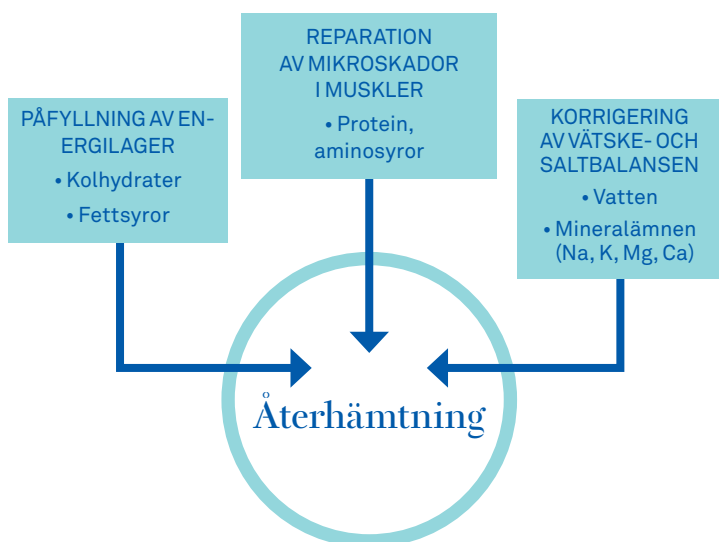 PÅFYLLNING AV EN-
ERGILAGER
• Kolhydrater
• Fettsyror
REPARATION
AV MIKROSKADOR
I MUSKLER
• Protein,
aminosyror
KORRIGERING
AV VÄTSKE- OCH
SALTBALANSEN
• Vatten
• Mineralämnen
(Na, K, Mg, Ca)
Återhämtning